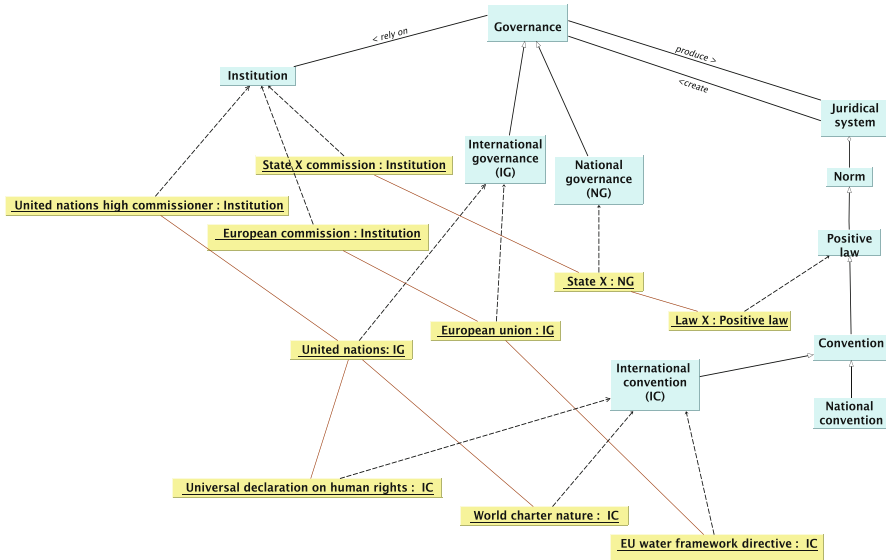 Governance
< rely on
produce >
<create
Institution
Juridical
system
International
governance
(IG)
National
governance
(NG)
State X commission : Institution
Norm
United nations high commissioner : Institution
European commission : Institution
Positive
law
State X : NG
Law X : Positive law
European union : IG
United nations: IG
Convention
International
convention
(IC)
National
convention
Universal declaration on human rights :  IC
World charter nature :  IC
EU water framework directive :  IC